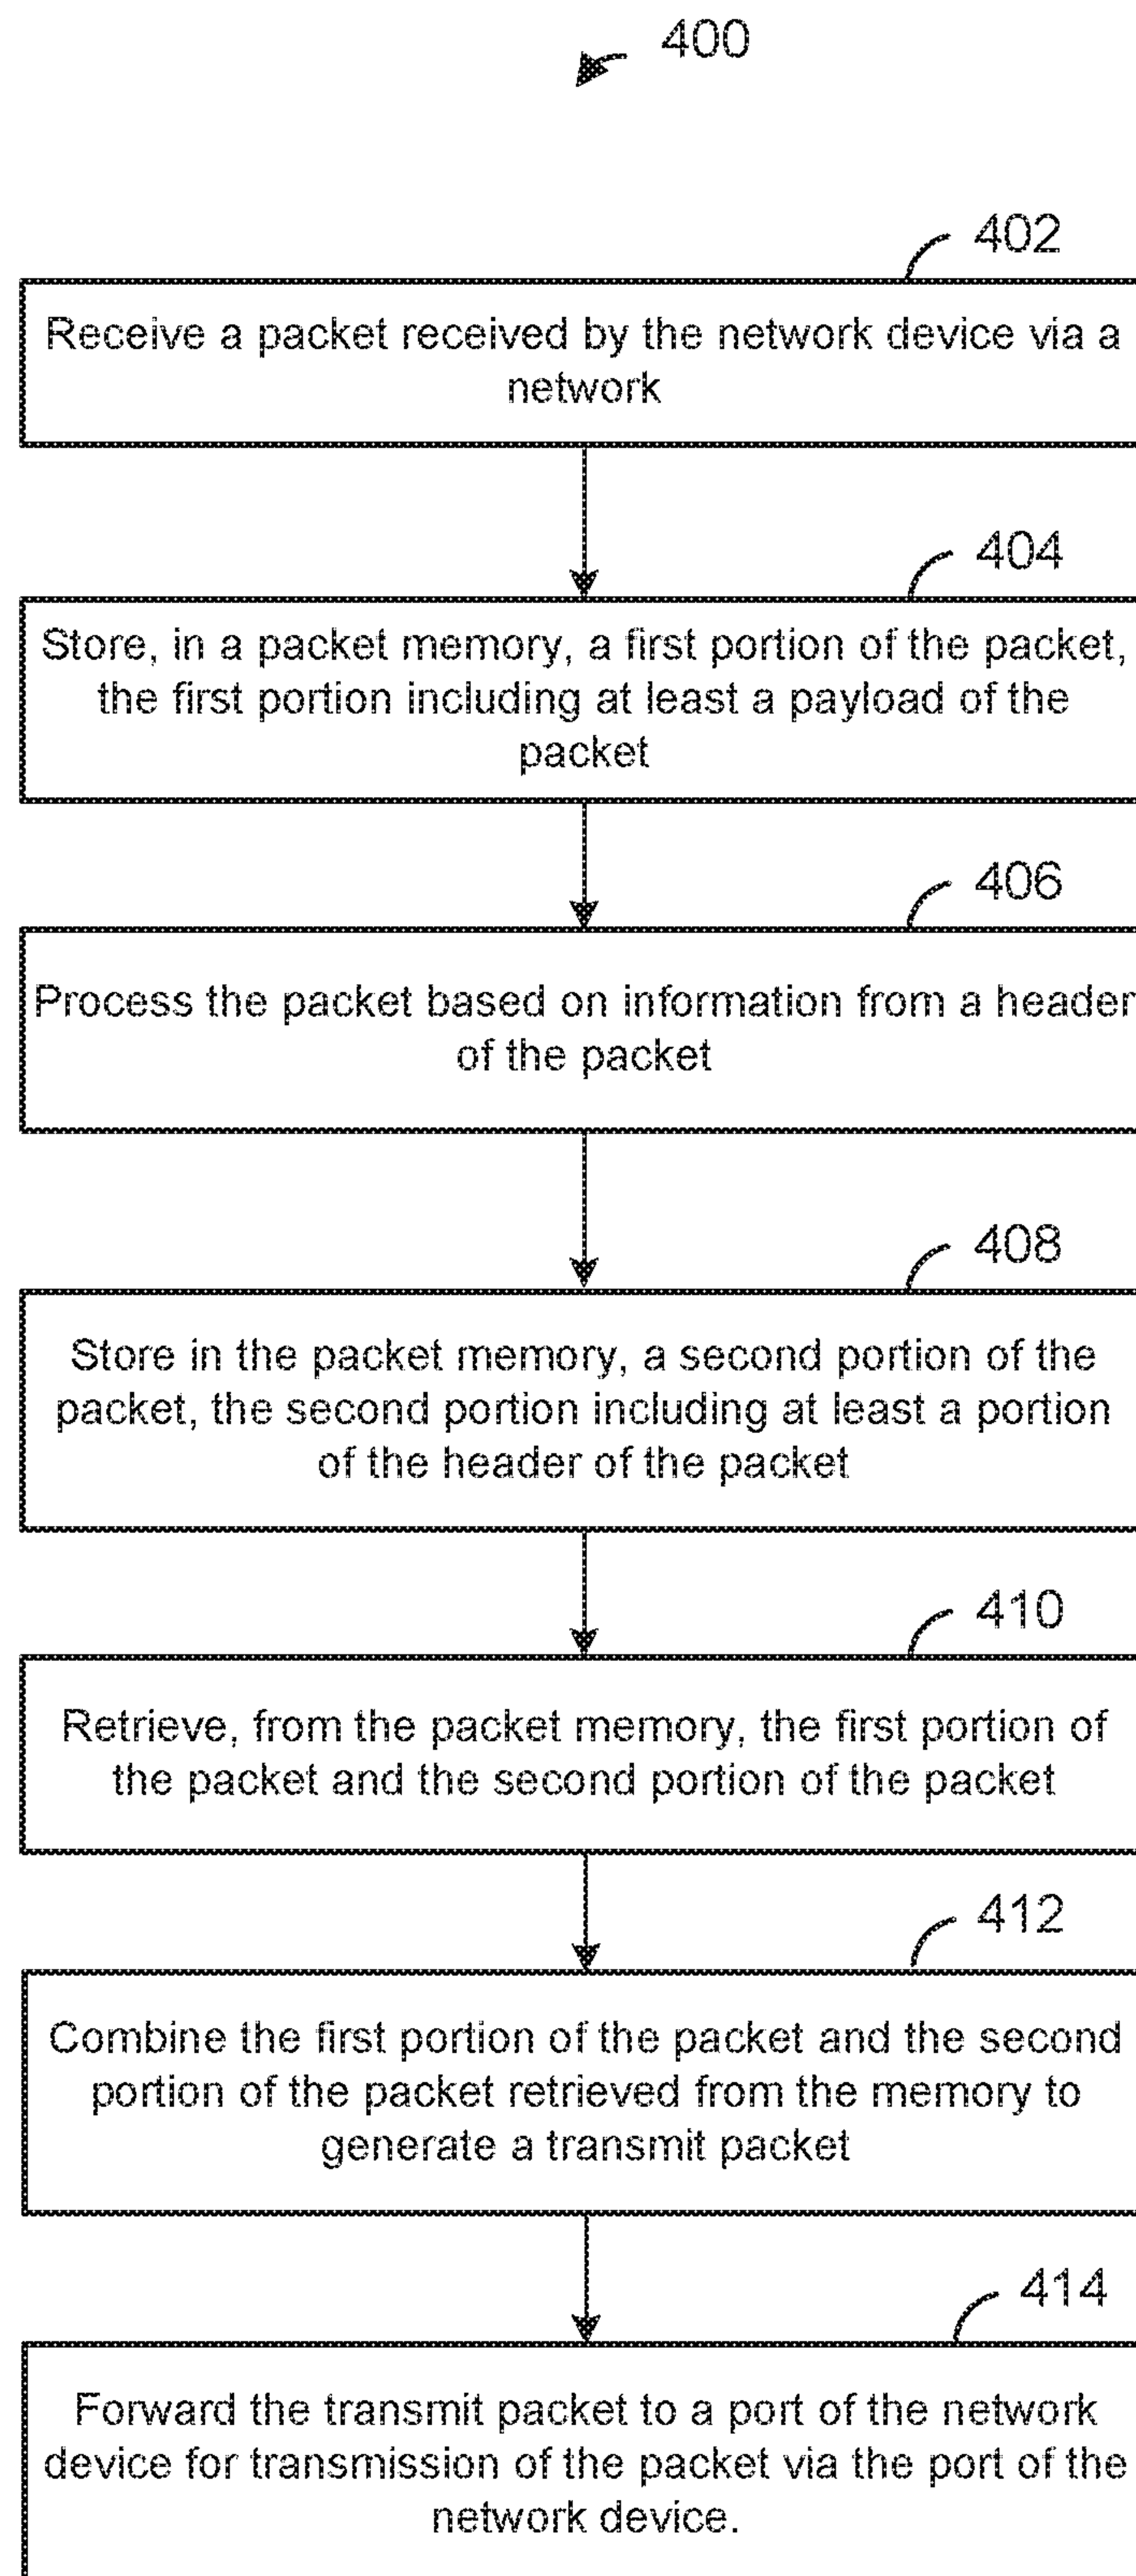 400
402
Receive a packet received by the network device via a
network
404
Store, in a packet memory, a first portion of the packet,
the first portion including at least a payload of the
packet
406
Process the packet based on information from a header
of the packet
408
Store in the packet memory, a second portion of the
packet, the second portion including at least a portion
of the header of the packet
410
Retrieve, from the packet memory, the first portion of
the packet and the second portion of the packet
412
Combine the first portion of the packet and the second
portion of the packet retrieved from the memory to
generate a transmit packet
414
Forward the transmit packet to a port of the network
device for transmission of the packet via the port of the
network device.